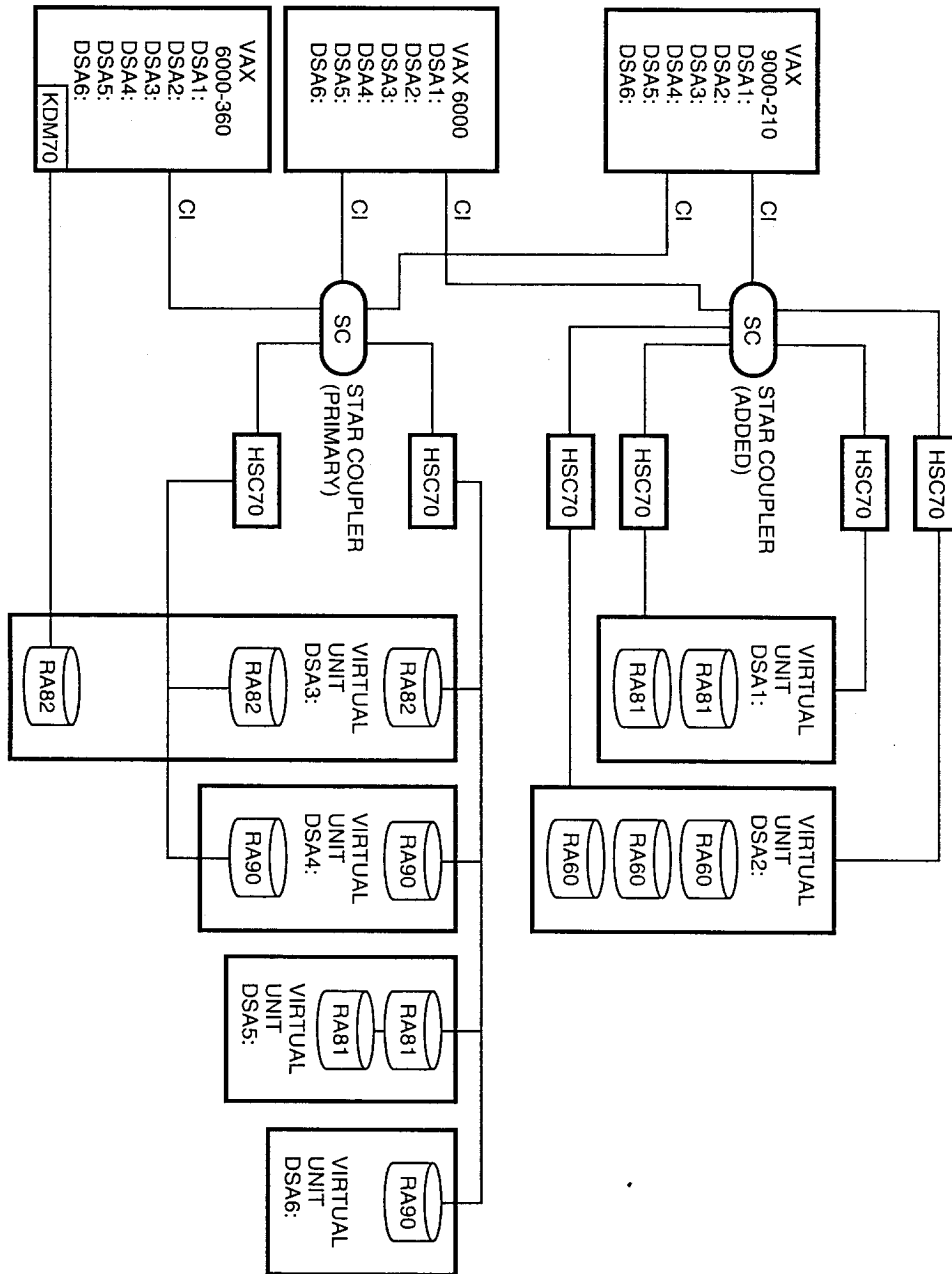 VAX
6000-360
DSA1:
DSA2:
DSA3:
DSA4:
DSA5:
DSA6:
KDM70
VAX 6000
DSA1:
DSA2:
DSA3:
DSA4:
DSA5:
DSA6:
VAX
9000-210
DSA1:
DSA2:
DSA3:
DSA4:
DSA5:
DSA6:
CI
CI
CI
CI
CI
SC
STAR COUPLER
(PRIMARY)
SC
STAR COUPLER
(ADDED)
HSC70
HSC70
HSC70
HSC70
HSC70
HSC70
RA82
RA82
VIRTUAL
UNIT
DSA3:
RA82
RA81
RA81
VIRTUAL
UNIT
DSA1:
RA90
VIRTUAL
UNIT
DSA4:
RA90
RA60
RA60
RA60
VIRTUAL
UNIT
DSA2:
VIRTUAL
UNIT
DSA5:
RA81
RA81
VIRTUAL
UNIT
DSA6:
RA90